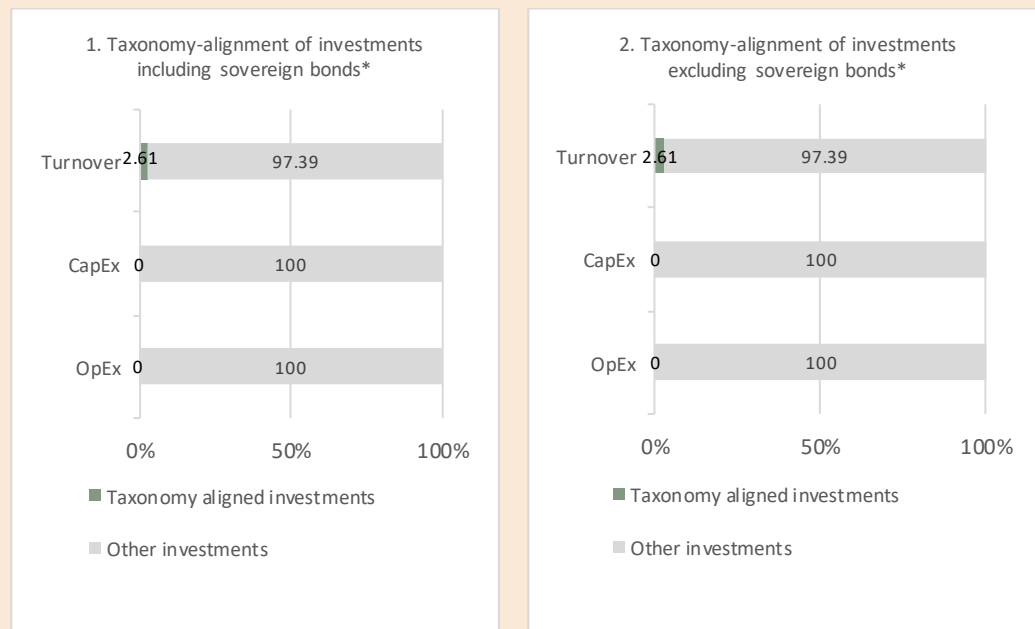 1. Taxonomy-alignment of investments
including sovereign bonds*
Turnover 2.61 97.39
CapEx 0 100
OpEx 0 100
0% 50% 100%
Taxonomy aligned investments
Other investments
2. Taxonomy-alignment of investments
excluding sovereign bonds*
Turnover 2.61 97.39
CapEx 0 100
OpEx 0 100
0% 50% 100%
Taxonomy aligned investments
Other investments